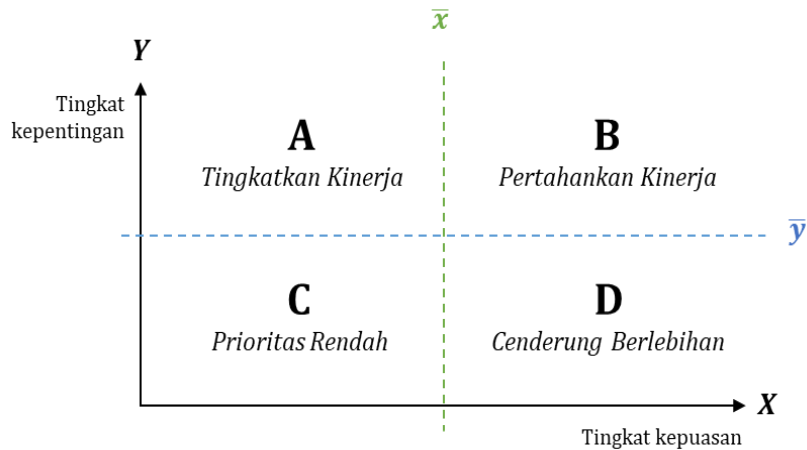 x̄
Y
Tingkat
kepentingan
A
Tingkatkan Kinerja
B
Pertahankan Kinerja
ȳ
C
Prioritas Rendah
D
Cenderung Berlebihan
X
Tingkat kepuasan